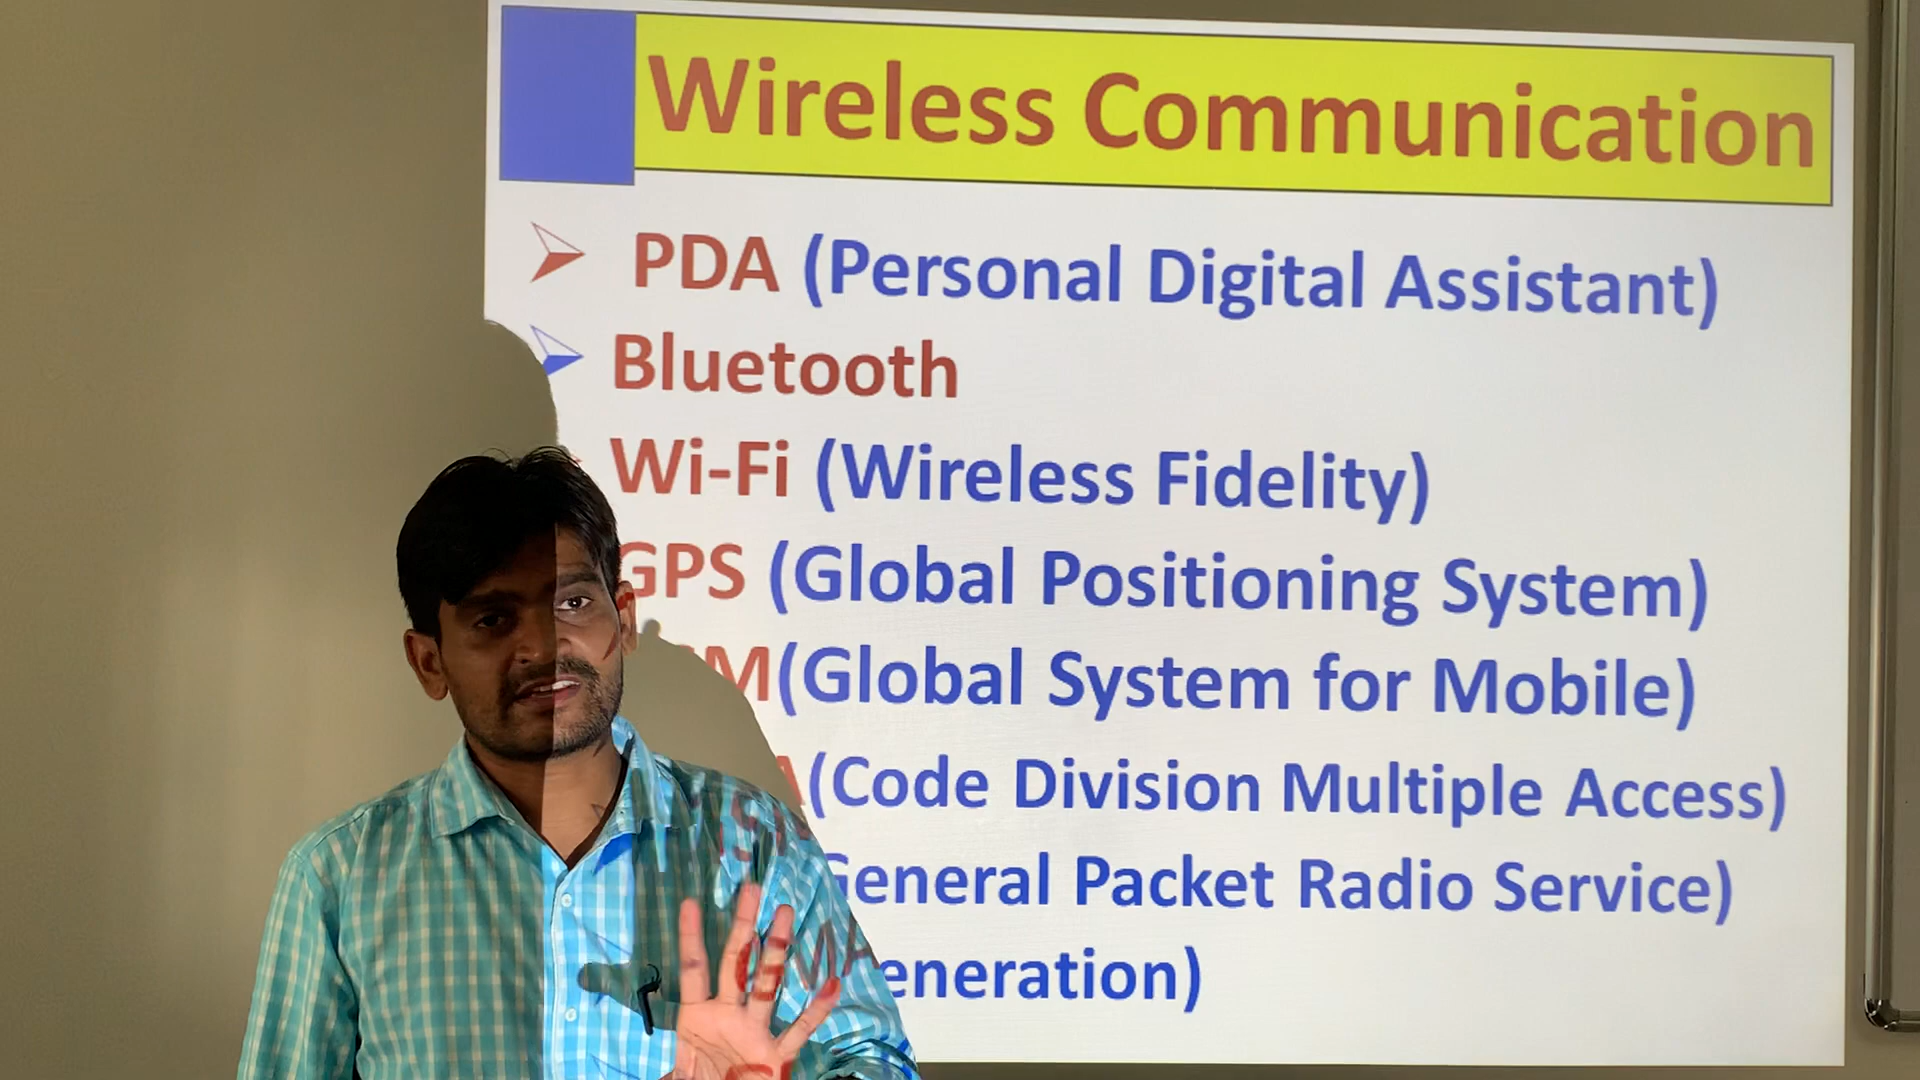 Wireless Communication
PDA (Personal Digital Assistant)
Bluetooth
Wi-Fi (Wireless Fidelity)
GPS (Global Positioning System)
(Global System for Mobile)
(Code Division Multiple Access)
General Packet Radio Service)
eneration)